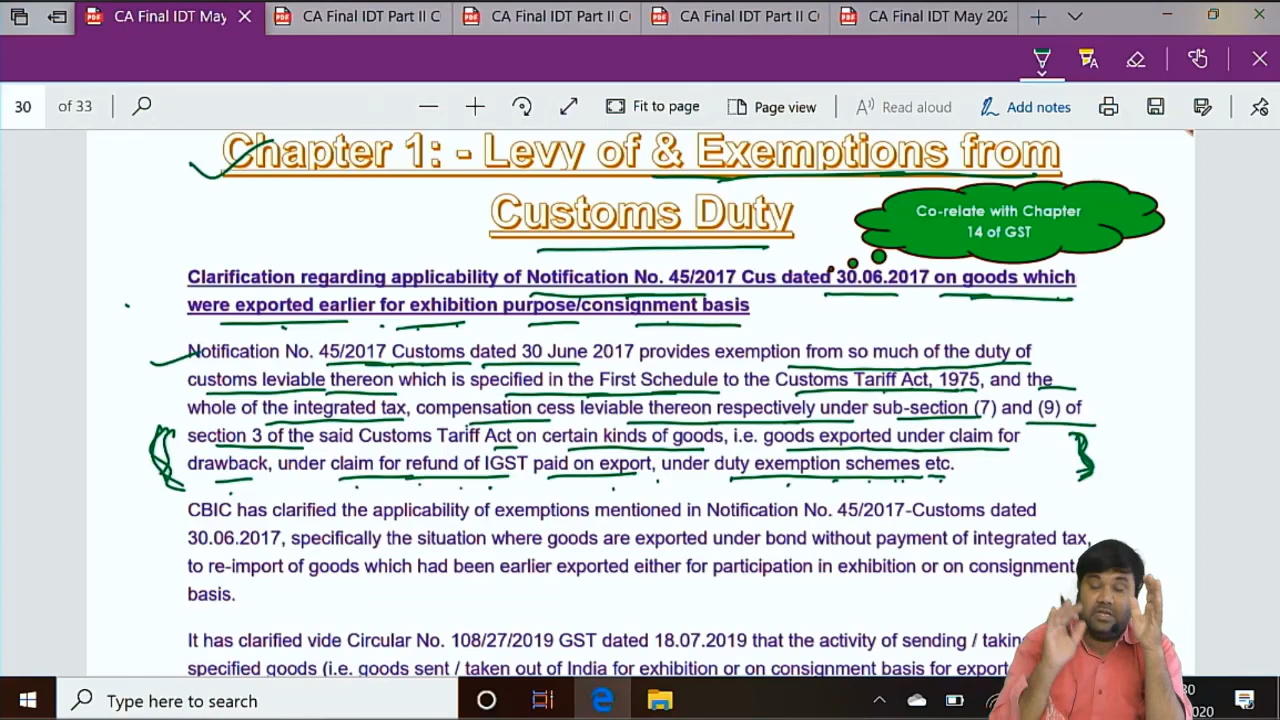 CA Final IDT May
CA Final IDT Part II C
CA Final IDT Part II C
CA Final IDT Part II C
CA Final IDT May 202
30 of 33
Fit to page
Page view
Read aloud
Add notes
Chapter 1: - Levy of & Exemptions from
Customs Duty
Co-relate with Chapter
14 of GST
Clarification regarding applicability of Notification No. 45/2017 Cus dated 30.06.2017 on goods which
were exported earlier for exhibition purpose/consignment basis
Notification No. 45/2017 Customs dated 30 June 2017 provides exemption from so much of the duty of
customs leviable thereon which is specified in the First Schedule to the Customs Tariff Act, 1975, and the
whole of the integrated tax, compensation cess leviable thereon respectively under sub-section (7) and (9) of
section 3 of the said Customs Tariff Act on certain kinds of goods, i.e. goods exported under claim for
drawback, under claim for refund of IGST paid on export, under duty exemption schemes etc.
CBIC has clarified the applicability of exemptions mentioned in Notification No. 45/2017-Customs dated
30.06.2017, specifically the situation where goods are exported under bond without payment of integrated tax,
to re-import of goods which had been earlier exported either for participation in exhibition or on consignment
basis.
It has clarified vide Circular No. 108/27/2019 GST dated 18.07.2019 that the activity of sending /
specified goods (i.e. goods sent / taken out of India for exhibition or on consignment basis for
Type here to search